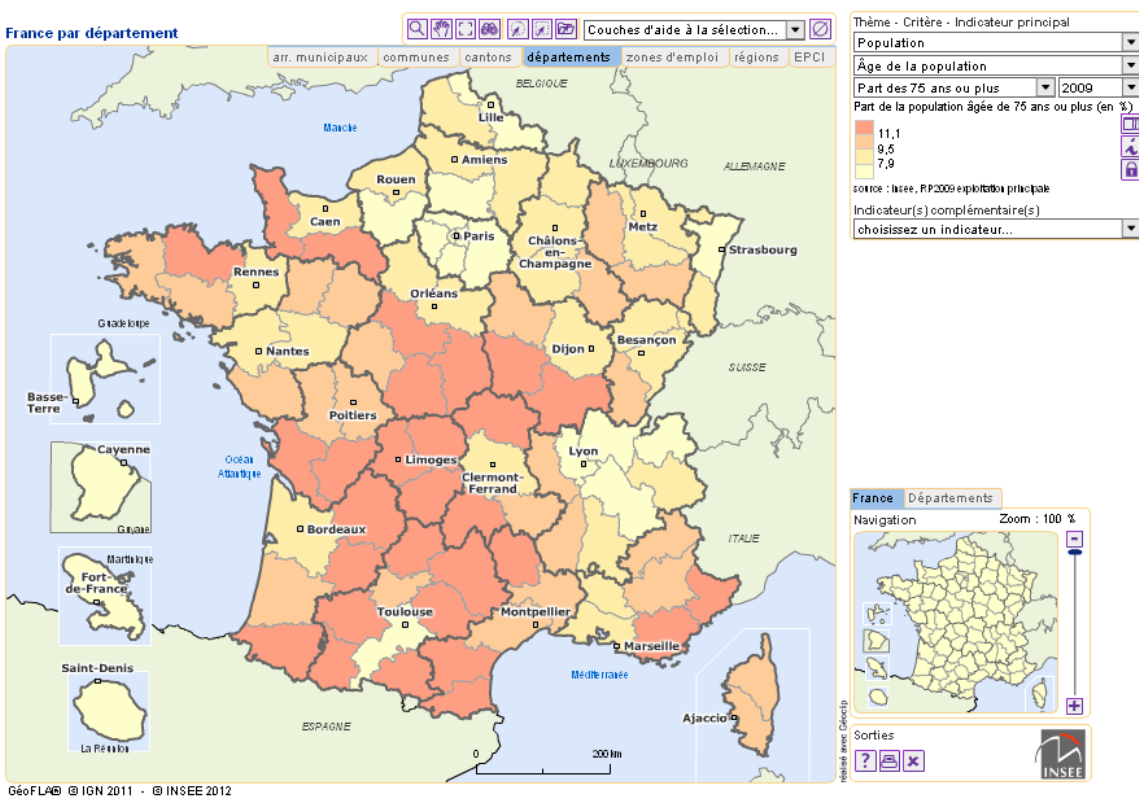 France par département
Couches d'aide à la sélection...
arr. municipaux communes cantons départements zones d'emploi régions EPCI
BELGIQUE
Lille
Manche
LUXEMBOURG
ALLEMAGNE
Amiens
Rouen
Caen
Metz
Paris
Châlons-
en-
Champagne
Strasbourg
Rennes
Orléans
Guadeloupe
Nantes
Dijon
Besançon
SUISSE
Basse-
Terre
Poitiers
Cayenne
Océan
Atlantique
Limoges
Lyon
Clermont-
Ferrand
Guyane
Bordeaux
ITALIE
Martinique
Fort-
de-France
Toulouse
Montpellier
Marseille
Saint-Denis
Méditerranée
Ajaccio
ESPAGNE
La Réunion
0 200 km
réalisé avec Géoclip
GéoFLA® © IGN 2011 - © INSEE 2012
Thème - Critère - Indicateur principal
Population
Âge de la population
Part des 75 ans ou plus 2009
Part de la population âgée de 75 ans ou plus (en %)
11,1
9,5
7,9
source : Insee, RP2009 exploitation principale
Indicateur(s) complémentaire(s)
choisissez un indicateur...
France Départements
Navigation Zoom : 100 %
Sorties
?
INSEE